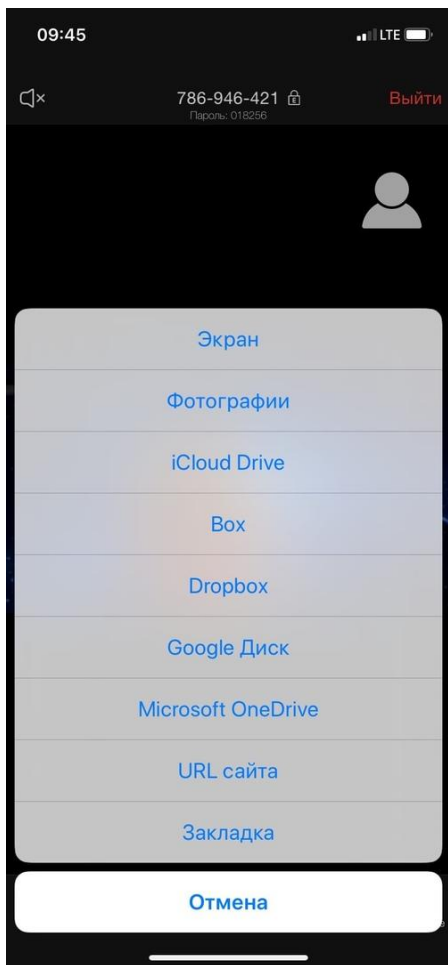 09:45
LTE
786-946-421
Выйти
Пароль: 018256
Экран
Фотографии
iCloud Drive
Box
Dropbox
Google Диск
Microsoft OneDrive
URL сайта
Закладка
Отмена